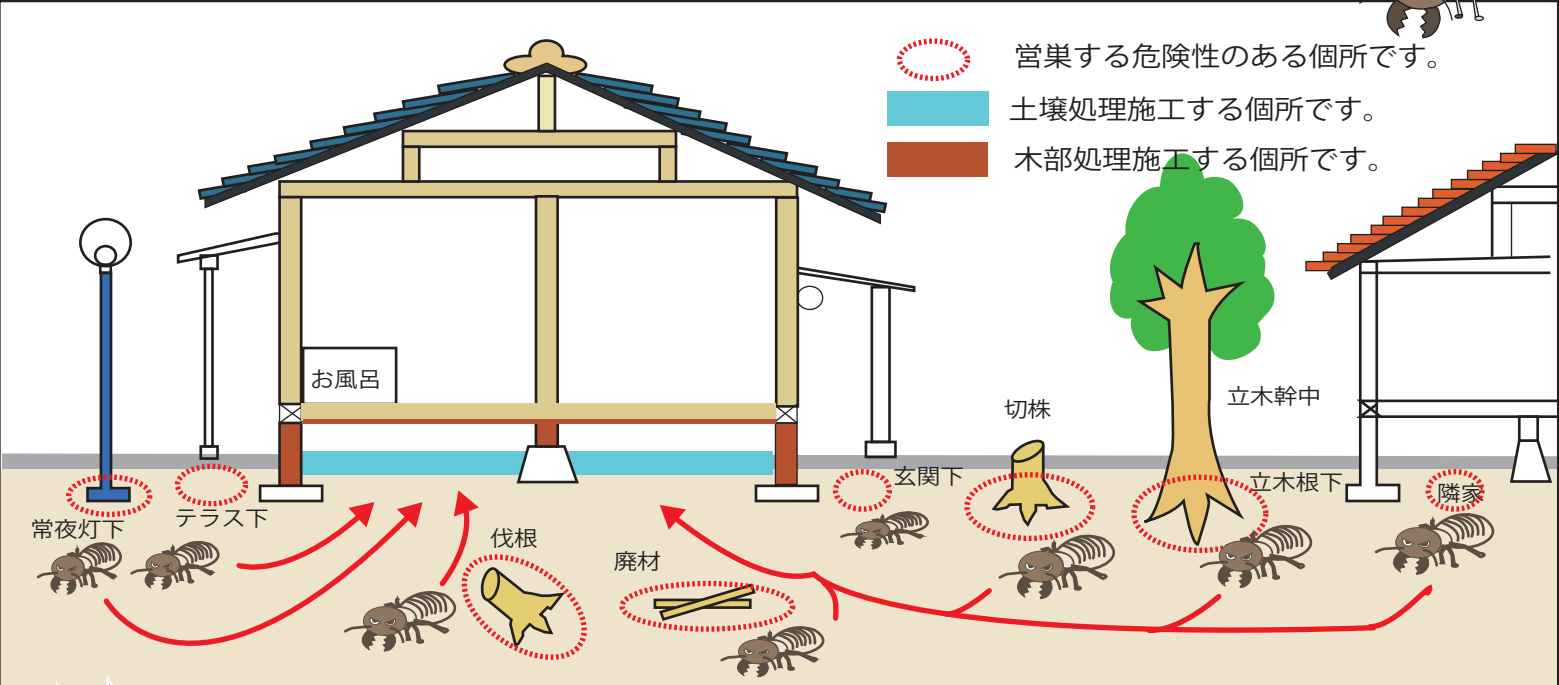 営巣する危険性のある個所です。
土壌処理施工する個所です。
木部処理施工する個所です。
お風呂
切株
立木幹中
玄関下
立木根下
隣家
常夜灯下
テラス下
伐根
廃材